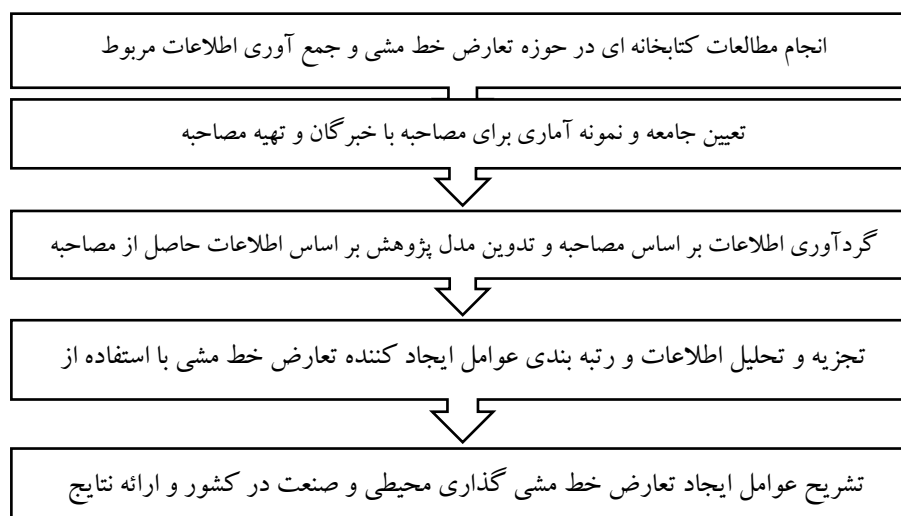 انجام مطالعات کتابخانه ای در حوزه تعارض خط مشی و جمع آوری اطلاعات مربوط
تعیین جامعه و نمونه آماری برای مصاحبه با خبرگان و تهیه مصاحبه
گردآوری اطلاعات بر اساس مصاحبه و تدوین مدل پژوهش بر اساس اطلاعات حاصل از مصاحبه
تجزیه و تحلیل اطلاعات و رتبه بندی عوامل ایجاد کننده تعارض خط مشی با استفاده از
تشریح عوامل ایجاد تعارض خط مشی گذاری محیطی و صنعت در کشور و ارائه نتایج